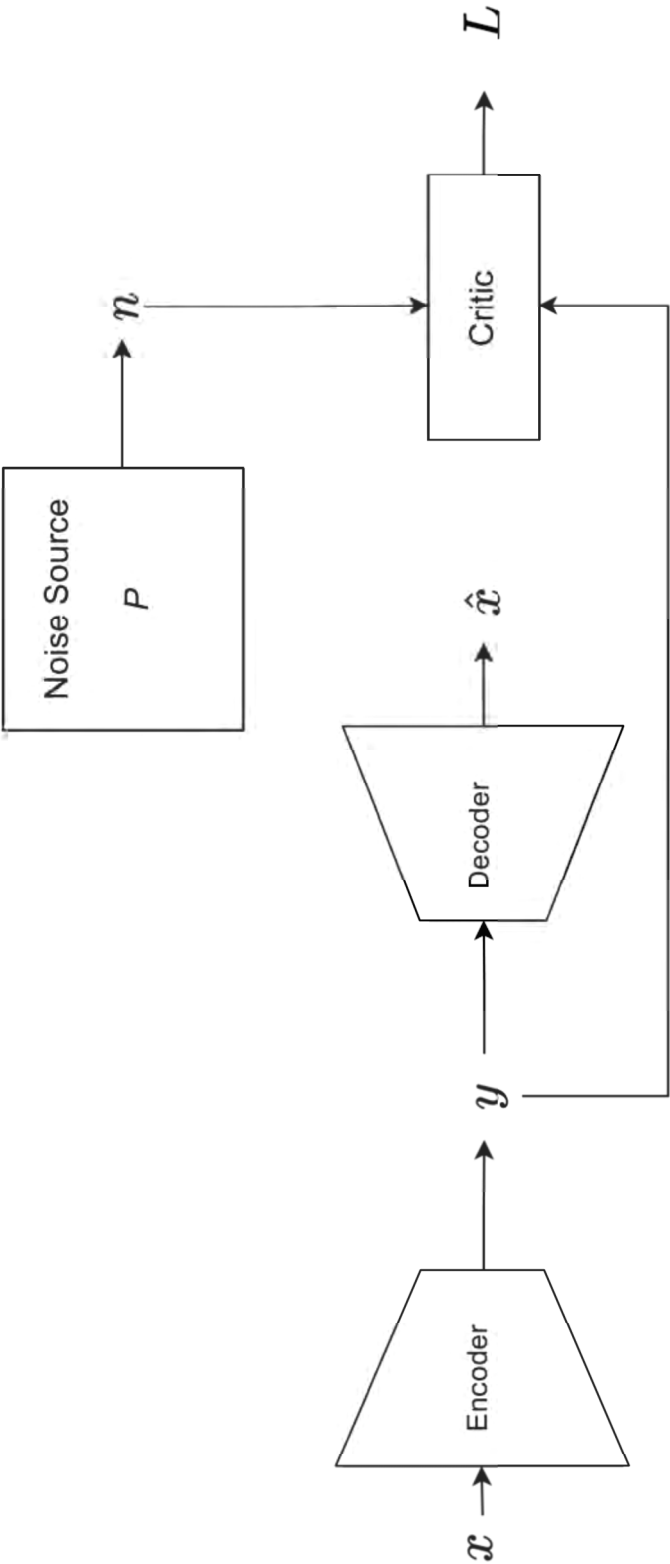 Noise Source
P
n
x
Encoder
y
Decoder
x̂
Critic
L